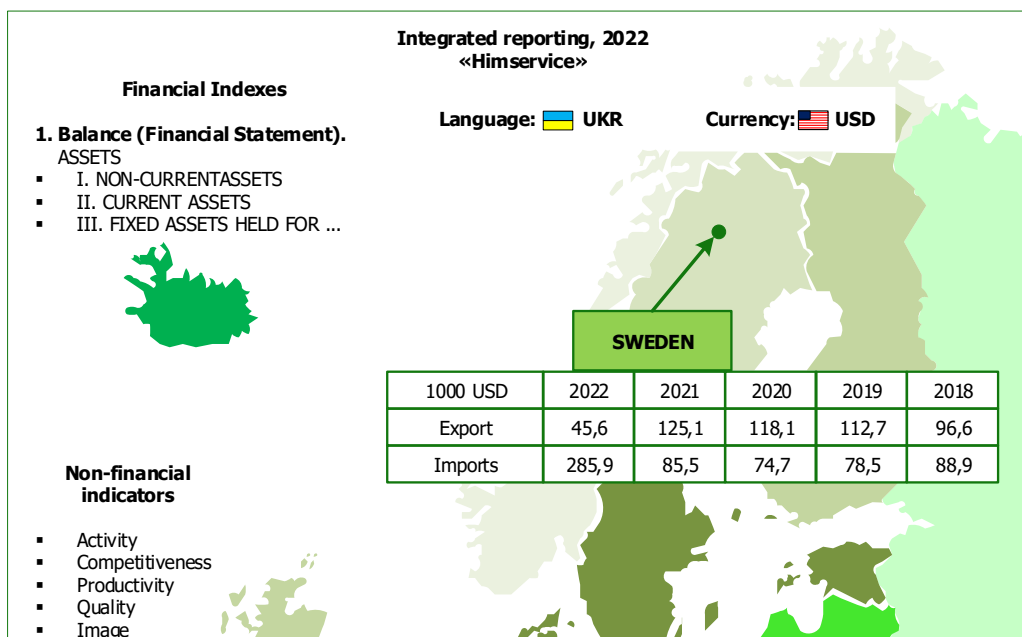 Integrated reporting, 2022
«Himservice»
Financial Indexes
Language: UKR Currency: USD
1. Balance (Financial Statement).
ASSETS
▪ I. NON-CURRENTASSETS
▪ II. CURRENT ASSETS
▪ III. FIXED ASSETS HELD FOR ...
SWEDEN
1000 USD 2022 2021 2020 2019 2018
Export 45,6 125,1 118,1 112,7 96,6
Imports 285,9 85,5 74,7 78,5 88,9
Non-financial
indicators
▪ Activity
▪ Competitiveness
▪ Productivity
▪ Quality
▪ Image